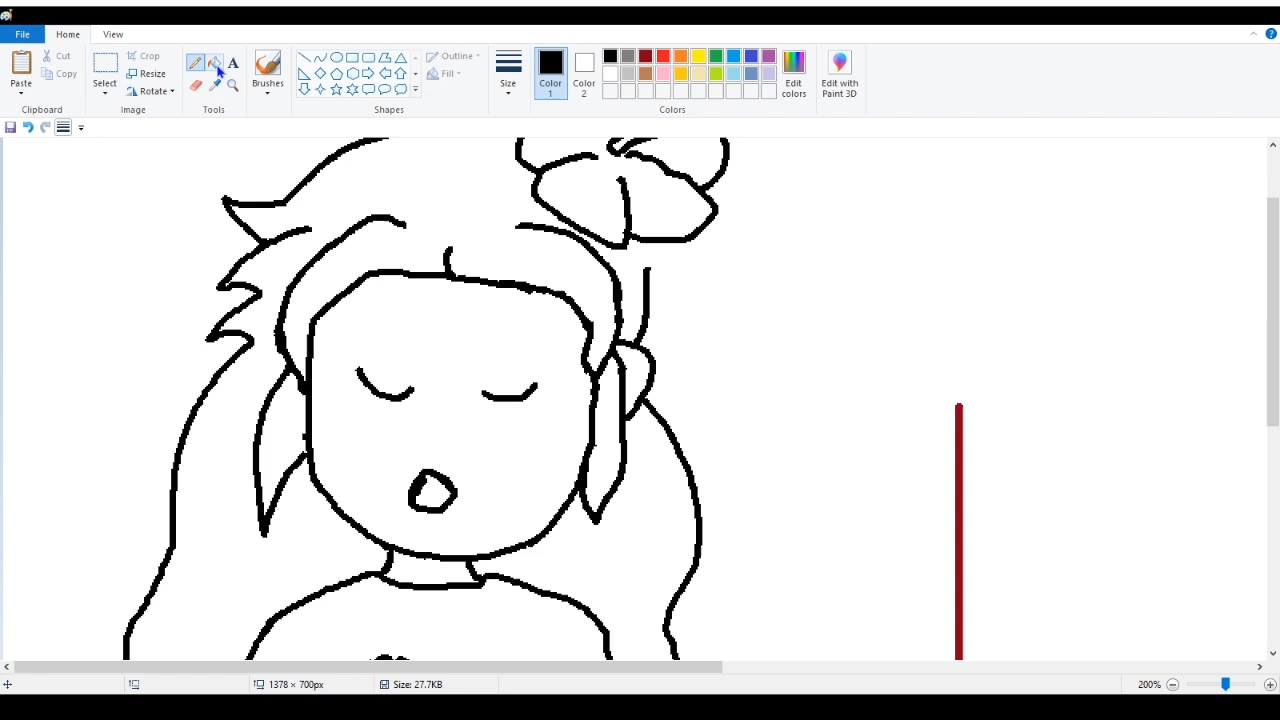 File Home View
Cut
Copy
Paste
Clipboard
Crop
Resize
Rotate
Select
Image
A
Tools
Brushes
Outline
Fill
Shapes
Size
Color 1
Color 2
Edit colors
Colors
Edit with Paint 3D
1378 × 700px
Size: 27.7KB
200%